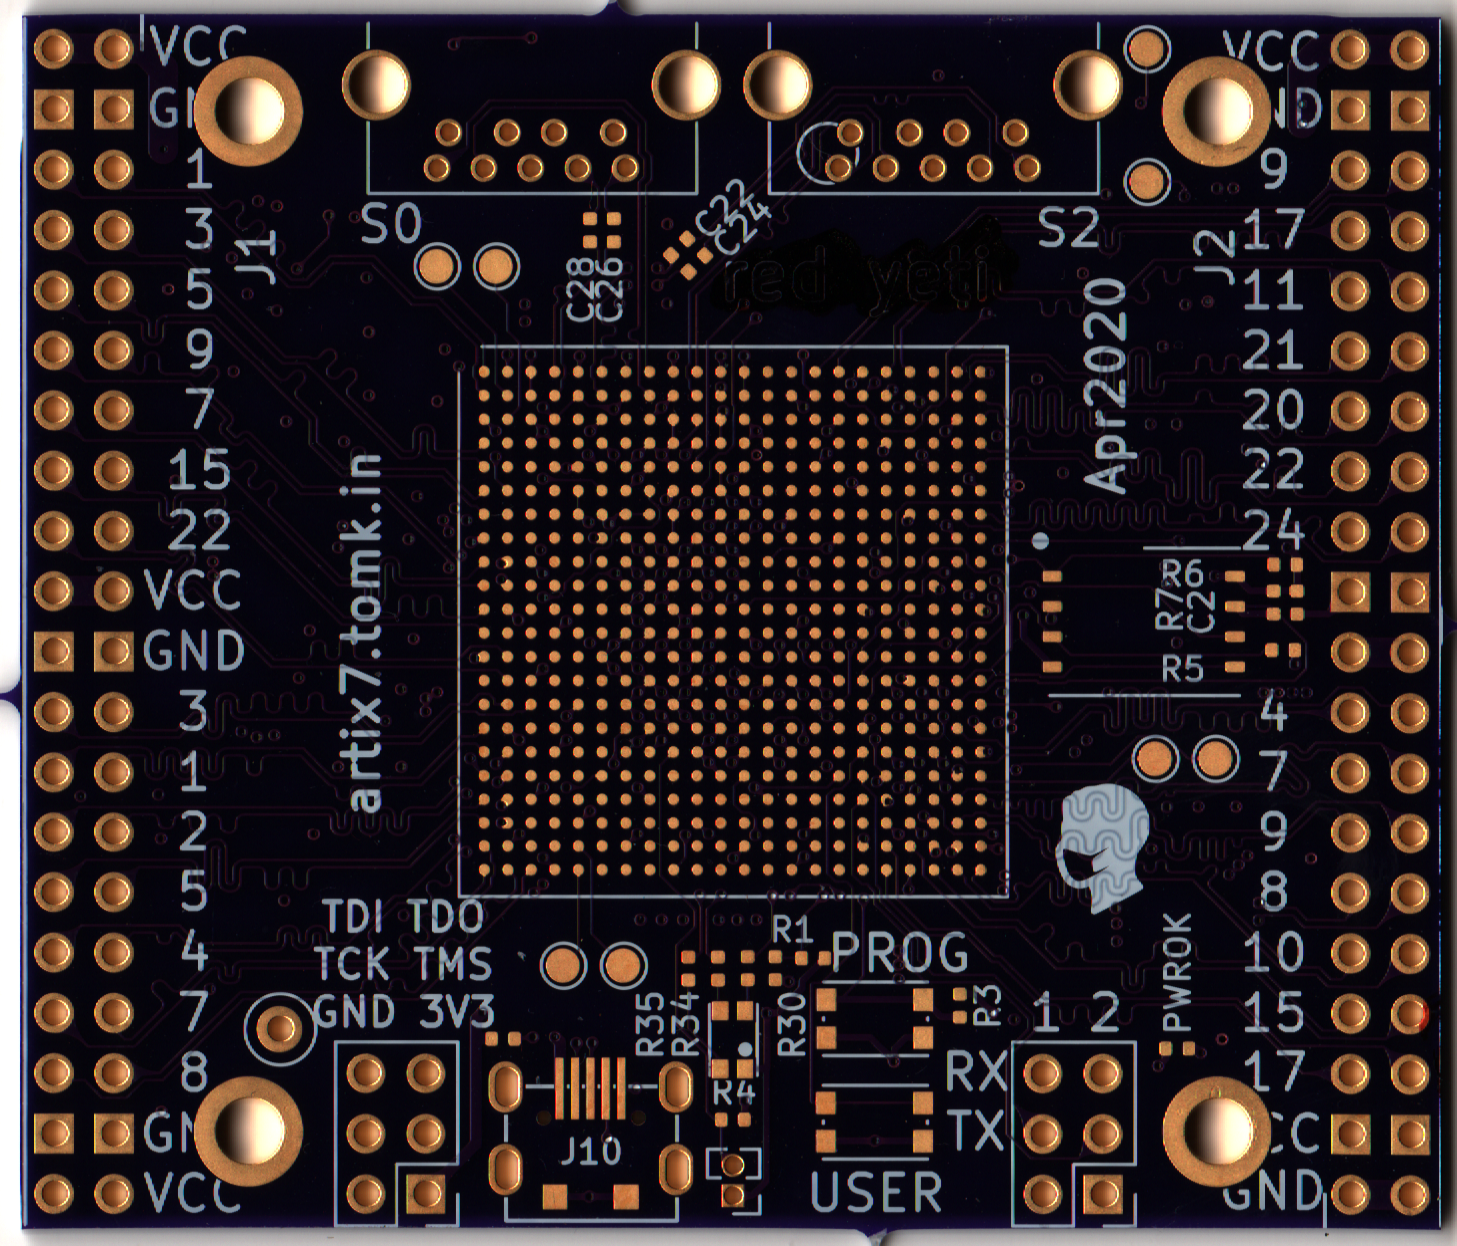 VCC
GN
1
3
5
9
7
15
22
VCC
GND
3
1
2
5
4
7
8
GN
VCC
J1
S0
C28
C26
C22
C24
red yeti
S2
Apr2020
J2
VCC
ND
9
17
11
21
20
22
24
R6
R7
C2
R5
4
7
9
8
10
15
17
CC
GND
artix7.tomk.in
TDI TDO
TCK TMS
GND 3V3
R35
R34
R1
R30
R4
J10
PROG
R3
RX
TX
USER
1 2
PWROK